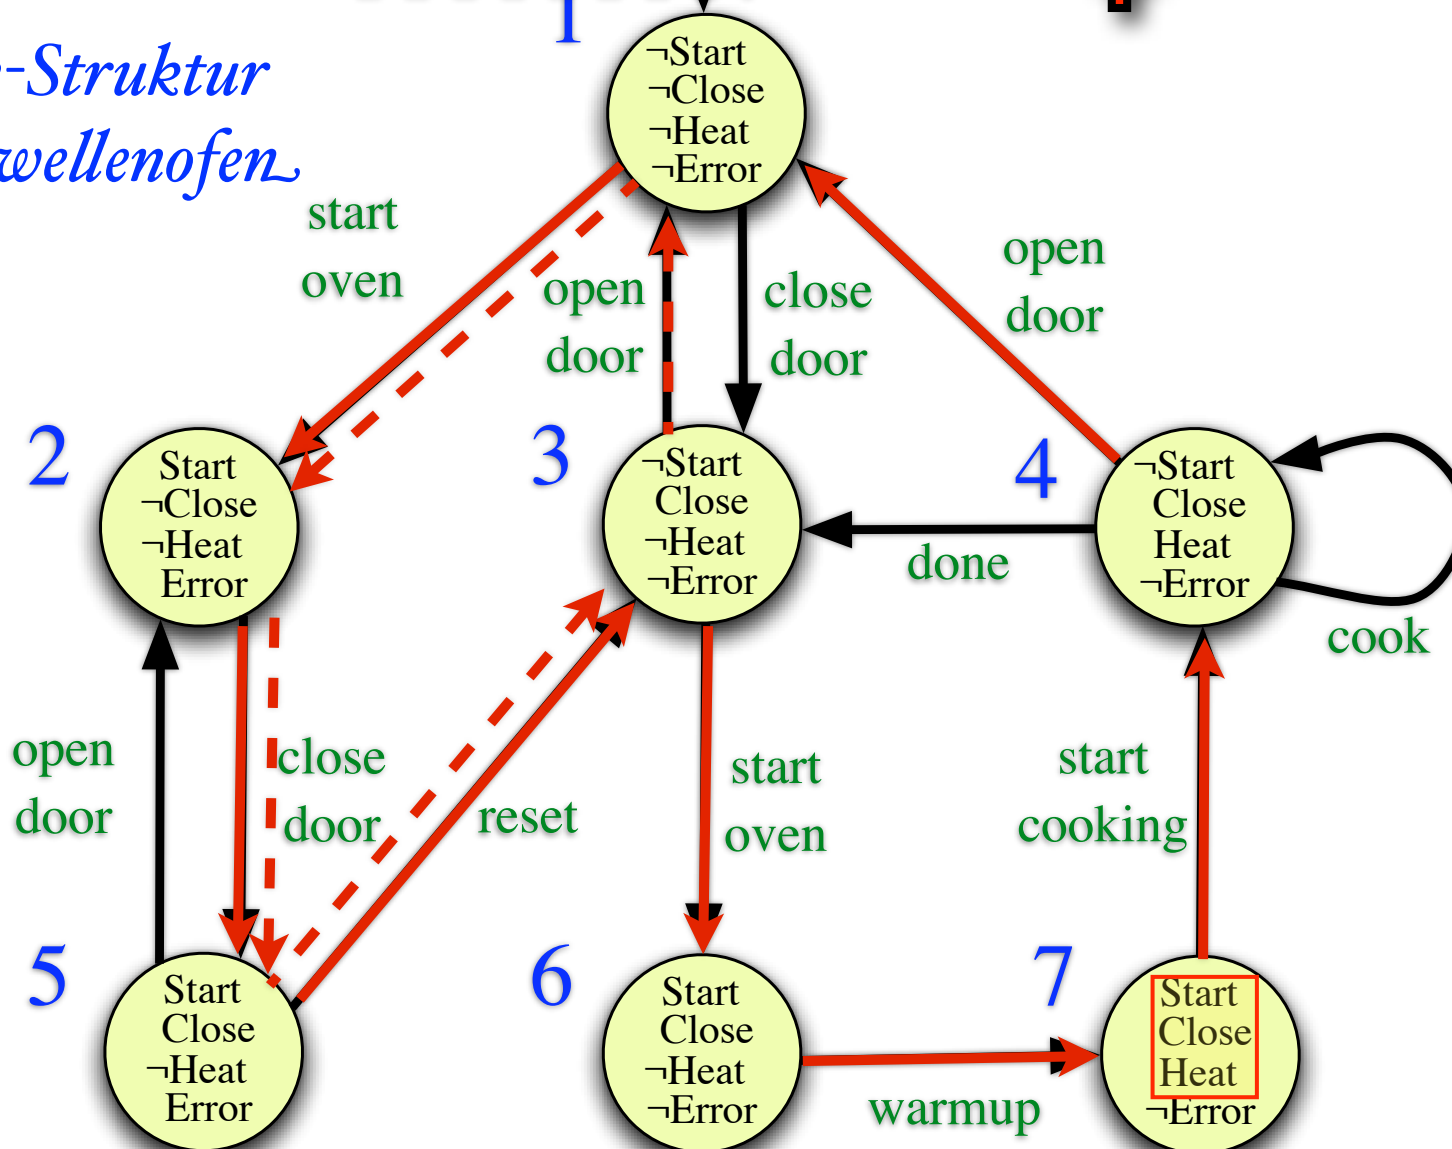 1
-Struktur
wellenofen
¬Start
¬Close
¬Heat
¬Error
start
oven
open
door
close
door
open
door
2
Start
¬Close
¬Heat
Error
3
¬Start
Close
¬Heat
¬Error
4
¬Start
Close
Heat
¬Error
done
cook
open
door
close
door
reset
start
oven
start
cooking
5
Start
Close
¬Heat
Error
6
Start
Close
¬Heat
¬Error
warmup
7
Start
Close
Heat
¬Error